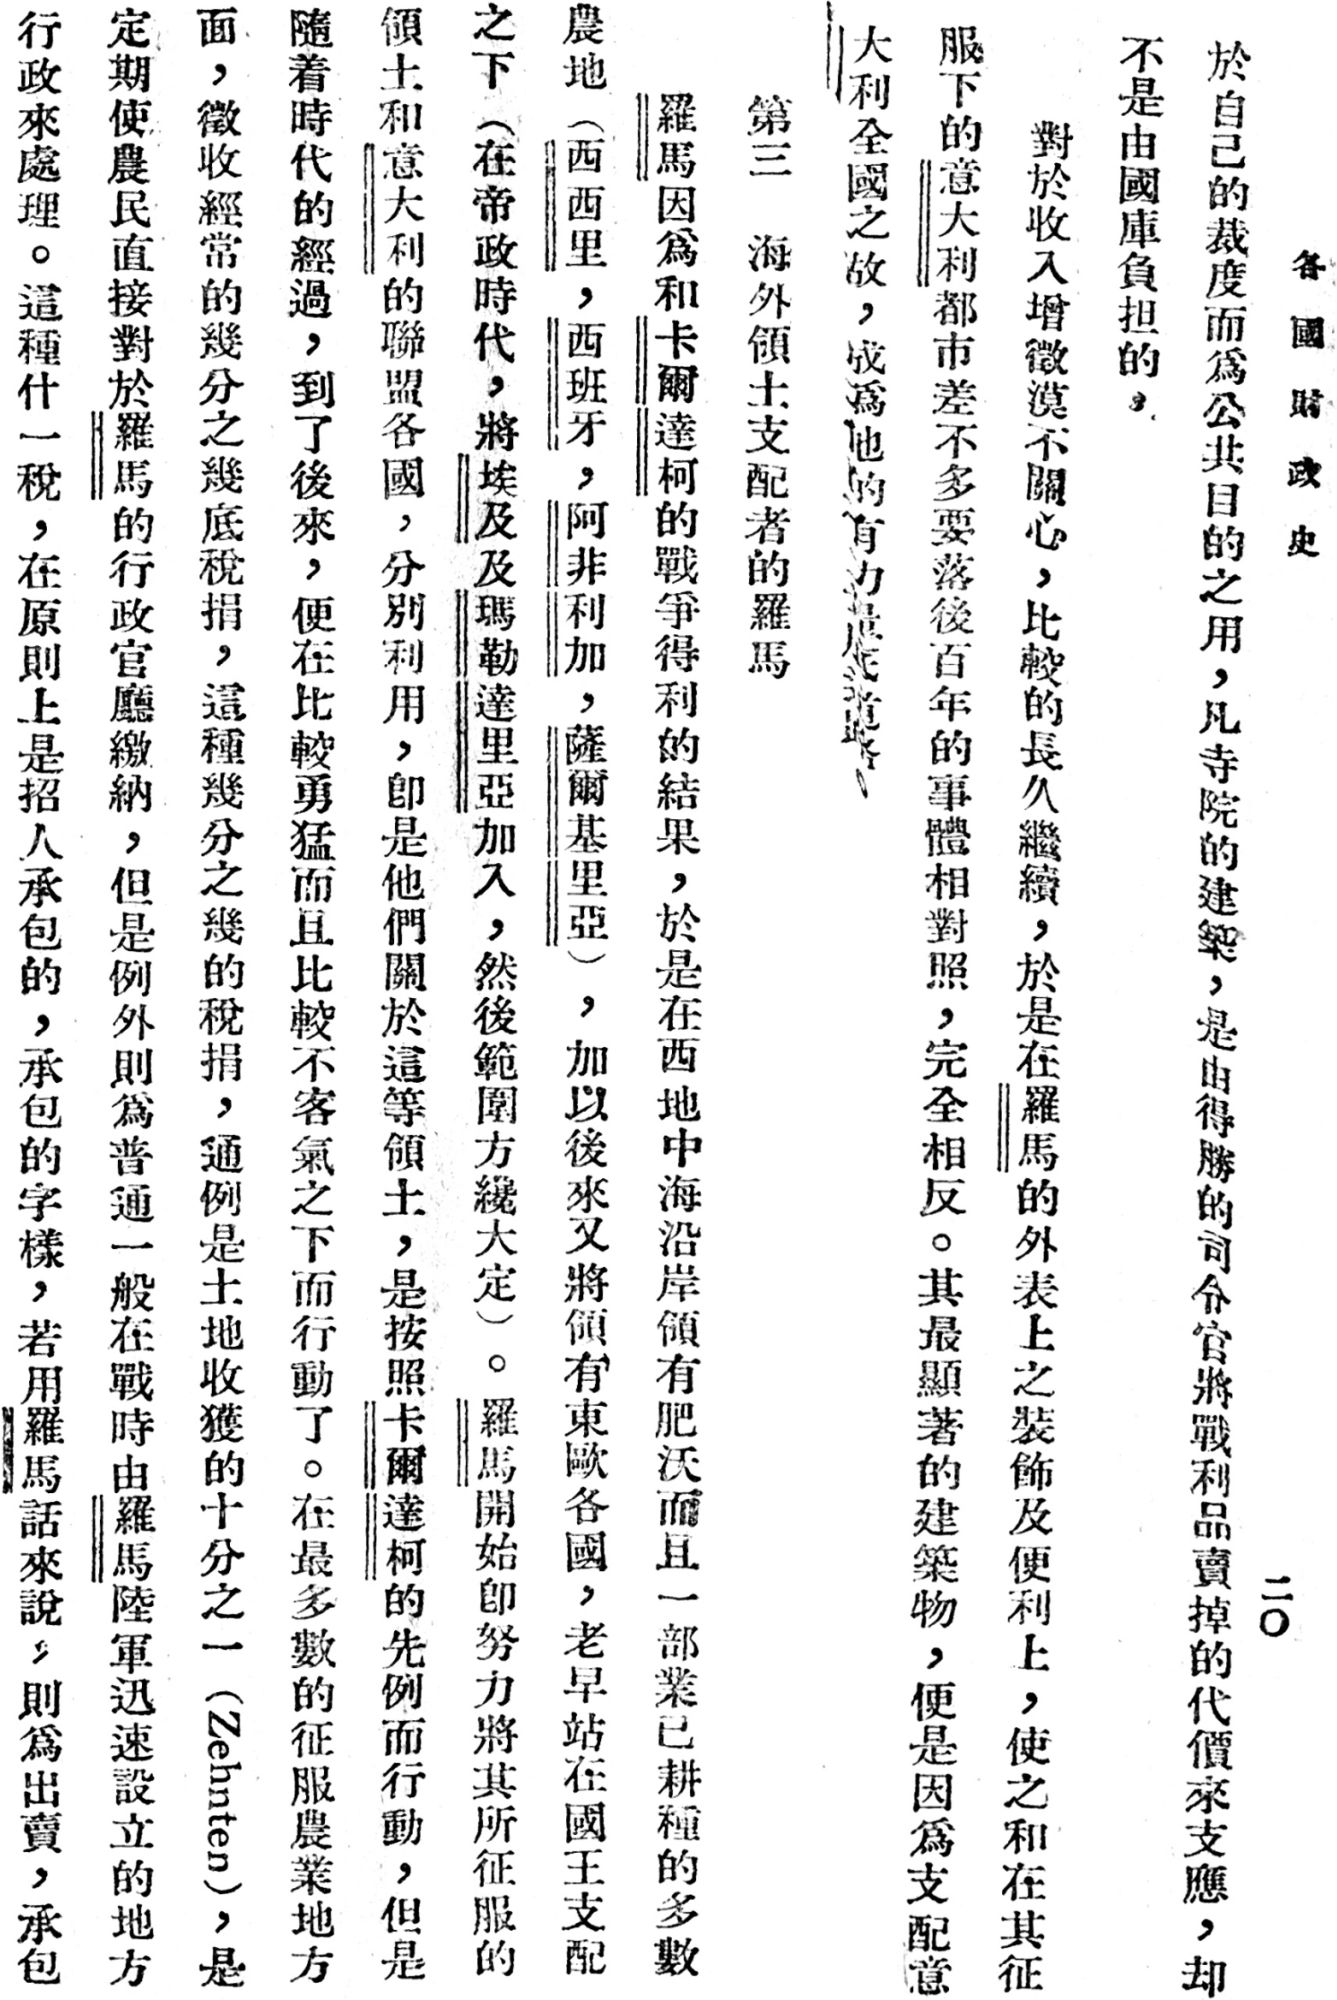 各國財政史
二〇
於自己的裁度而爲公共目的之用，凡寺院的建築，是由得勝的司令官將戰利品賣掉的代價來支應，却
不是由國庫負担的。
對於收入增徵漠不關心，比較的長久繼續，於是在羅馬的外表上之裝飾及便利上，使之和在其征
服下的意大利都市差不多要落後百年的事體相對照，完全相反。其最顯著的建築物，便是因爲支配意
大利全國之故，成爲他的有力量底道路、
第三　海外領土支配者的羅馬
羅馬因爲和卡爾達柯的戰爭得利的結果，於是在西地中海沿岸領有肥沃而且一部業已耕種的多數
農地（西西里，西班牙，阿非利加，薩爾基里亞），加以後來又將領有東歐各國，老早站在國王支配
之下（在帝政時代，將埃及及瑪勒達里亞加入，然後範圍方纔大定）。羅馬開始卽努力將其所征服的
領土和意大利的聯盟各國，分別利用，卽是他們關於這等領土，是按照卡爾達柯的先例而行動，但是
隨着時代的經過，到了後來，便在比較勇猛而且比較不客氣之下而行動了。在最多數的征服農業地方
面，徵收經常的幾分之幾底稅捐，這種幾分之幾的稅捐，通例是土地收獲的十分之一（Zehnten），是
定期使農民直接對於羅馬的行政官廳繳納，但是例外則爲普通一般在戰時由羅馬陸軍迅速設立的地方
行政來處理。這種什一稅，在原則上是招人承包的，承包的字樣，若用羅馬話來說，則爲出賣，承包